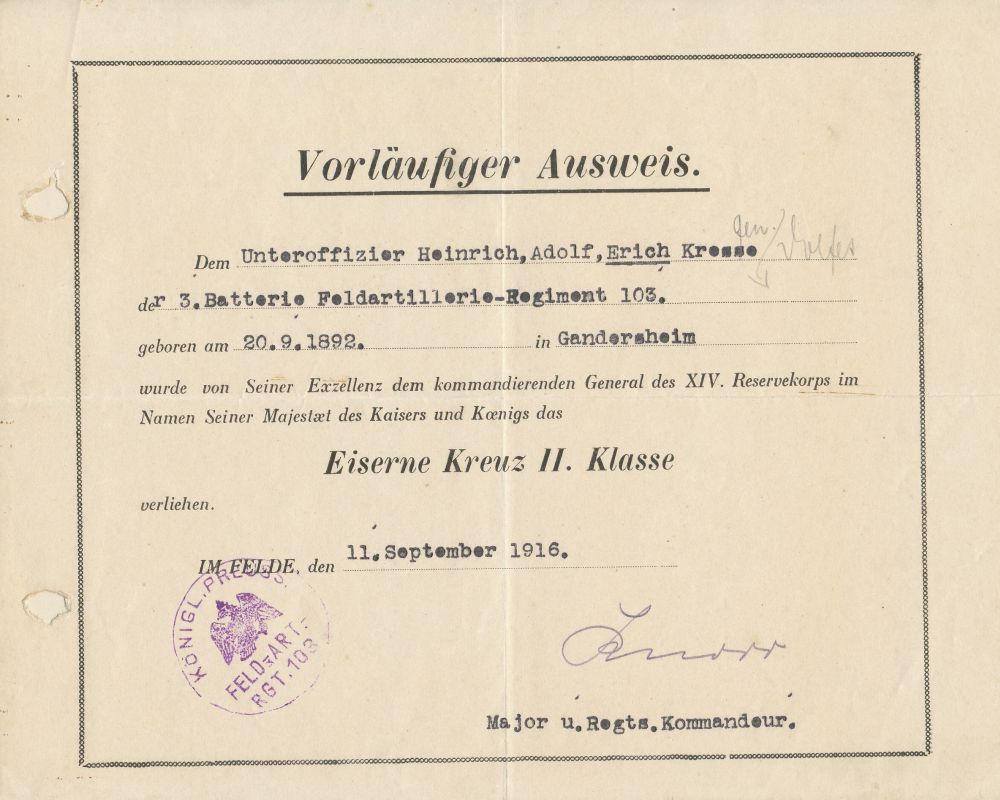 Vorläufiger Ausweis.
Dem Unteroffizier Heinrich, Adolf, Erich Kresse gen. Wolfes
der 3.Batterie Feldartillerie-Regiment 103.
geboren am 20.9.1892. in Gandersheim
wurde von Seiner Exzellenz dem kommandierenden General des XIV. Reservekorps im
Namen Seiner Majestæt des Kaisers und Kœnigs das
Eiserne Kreuz II. Klasse
verliehen.
IM FELDE, den 11.September 1916.
KÖNIGL. PREUSS.
FELD-ART.-
RGT. 103
Knorr
Major u.Regts.Kommandeur.